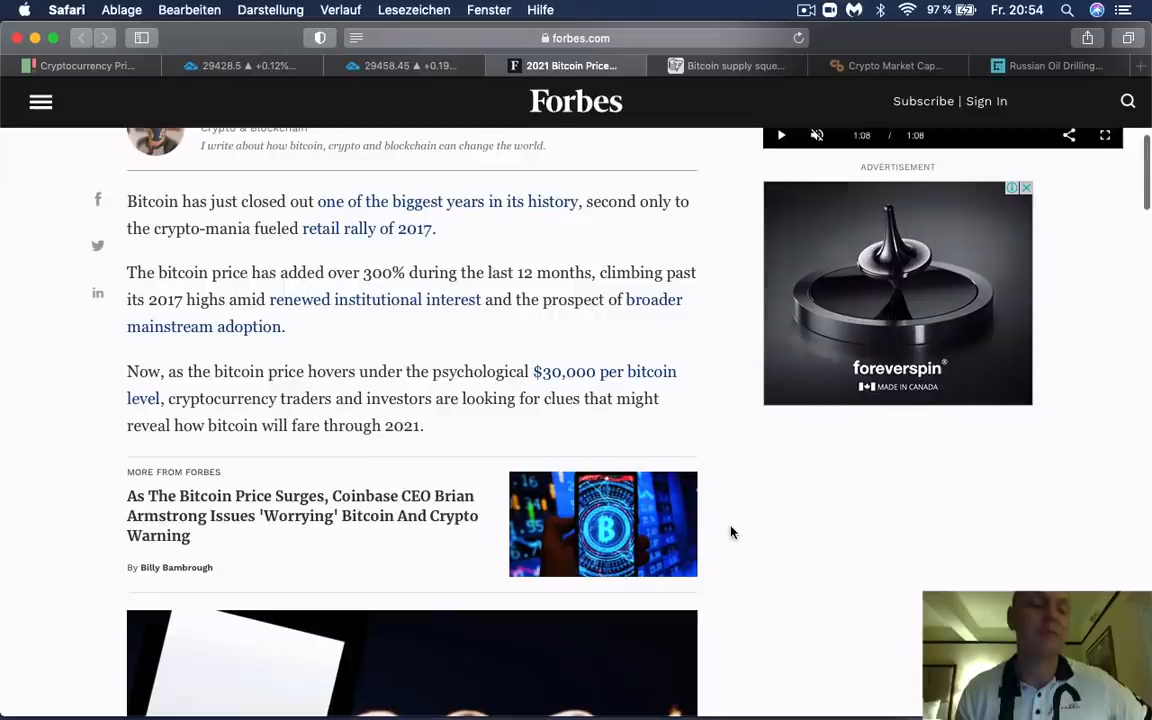 Safari Ablage Bearbeiten Darstellung Verlauf Lesezeichen Fenster Hilfe 97 % Fr. 20:54
forbes.com
Cryptocurrency Pri... 29428.5 ▲ +0.12%... 29458.45 ▲ +0.19... F 2021 Bitcoin Price... Bitcoin supply sque... Crypto Market Cap... Russian Oil Drilling...
Forbes
Subscribe | Sign In
Crypto & Blockchain
I write about how bitcoin, crypto and blockchain can change the world.
1:08 / 1:08
ADVERTISEMENT
Bitcoin has just closed out one of the biggest years in its history, second only to
the crypto-mania fueled retail rally of 2017.
The bitcoin price has added over 300% during the last 12 months, climbing past
its 2017 highs amid renewed institutional interest and the prospect of broader
mainstream adoption.
Now, as the bitcoin price hovers under the psychological $30,000 per bitcoin
level, cryptocurrency traders and investors are looking for clues that might
reveal how bitcoin will fare through 2021.
foreverspin®
MADE IN CANADA
MORE FROM FORBES
As The Bitcoin Price Surges, Coinbase CEO Brian
Armstrong Issues 'Worrying' Bitcoin And Crypto
Warning
By Billy Bambrough